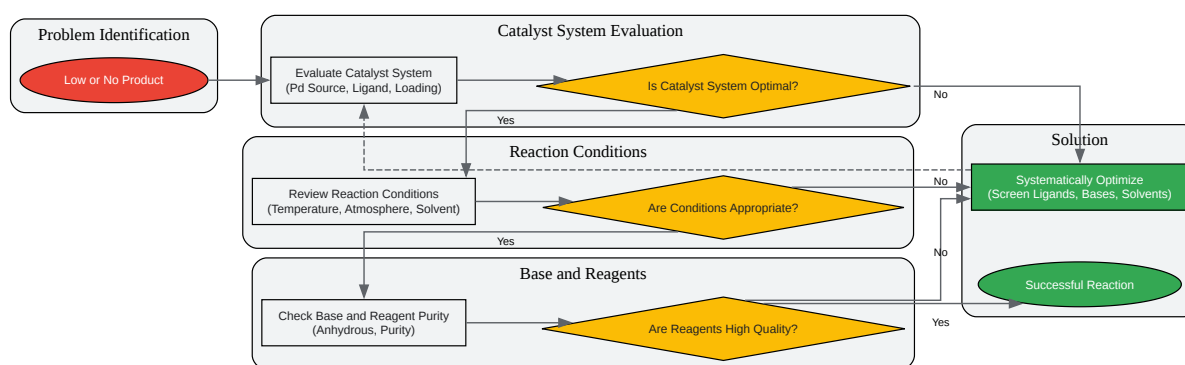 Problem Identification
Low or No Product
Catalyst System Evaluation
Evaluate Catalyst System
(Pd Source, Ligand, Loading)
Is Catalyst System Optimal?
No
Yes
Reaction Conditions
Review Reaction Conditions
(Temperature, Atmosphere, Solvent)
Are Conditions Appropriate?
No
Yes
Base and Reagents
Check Base and Reagent Purity
(Anhydrous, Purity)
Are Reagents High Quality?
No
Yes
Solution
Systematically Optimize
(Screen Ligands, Bases, Solvents)
Successful Reaction